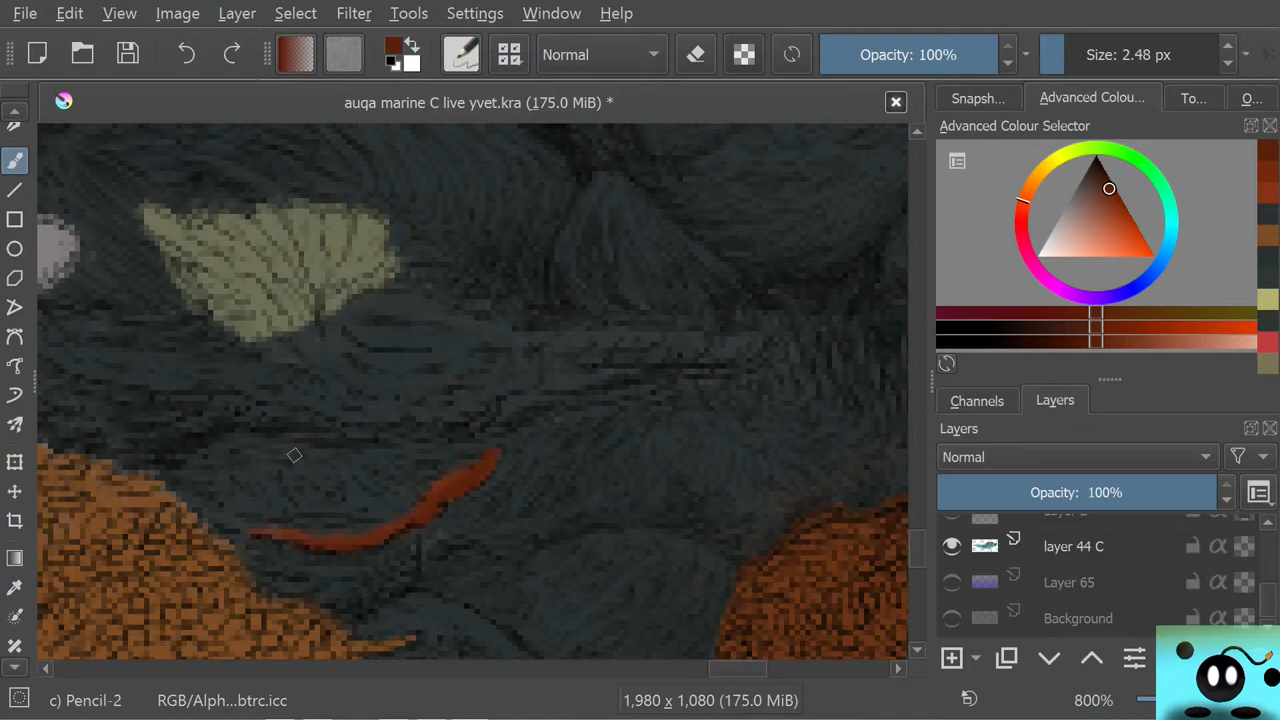 File Edit View Image Layer Select Filter Tools Settings Window Help
Normal
Opacity: 100%
Size: 2.48 px
auqa marine C live yvet.kra (175.0 MiB) *
Snapsh...
Advanced Colou...
To...
O...
Advanced Colour Selector
Channels
Layers
Layers
Normal
Opacity: 100%
layer 44 C
Layer 65
Background
c) Pencil-2
RGB/Alph...btrc.icc
1,980 x 1,080 (175.0 MiB)
800%